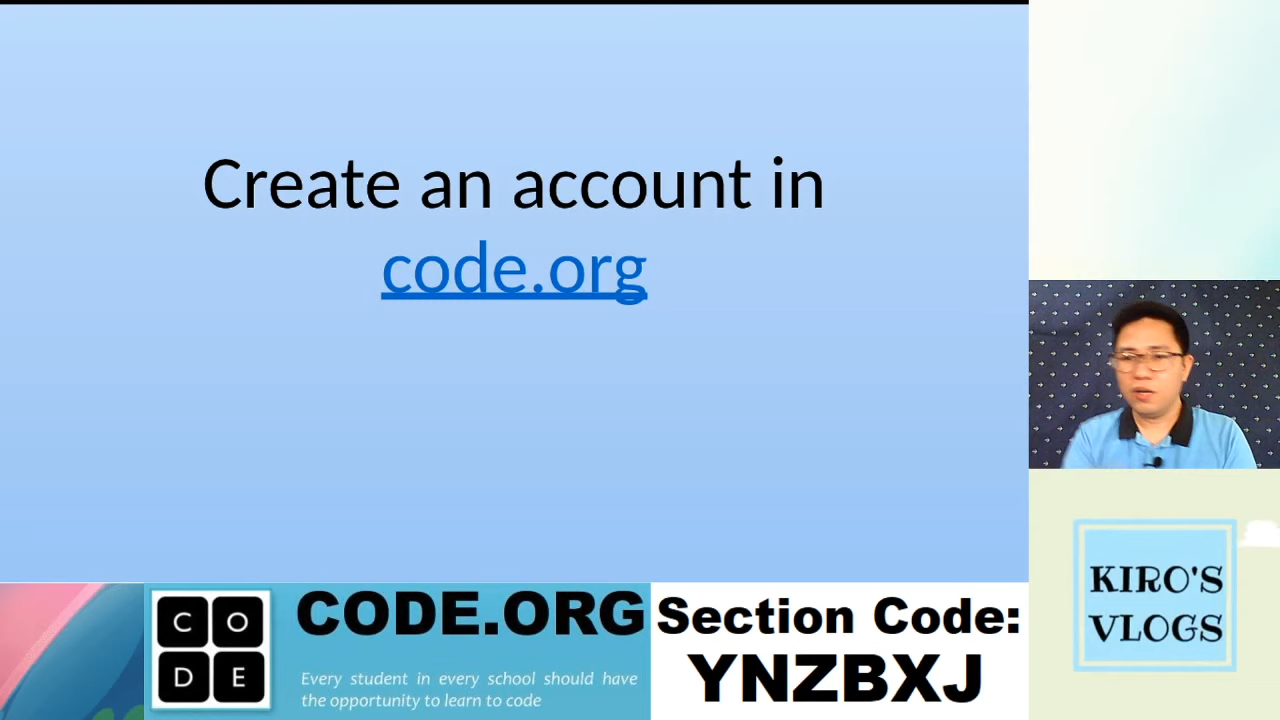 Create an account in
code.org
C O
D E
CODE.ORG
Every student in every school should have
the opportunity to learn to code
Section Code:
YNZBXJ
KIRO'S
VLOGS